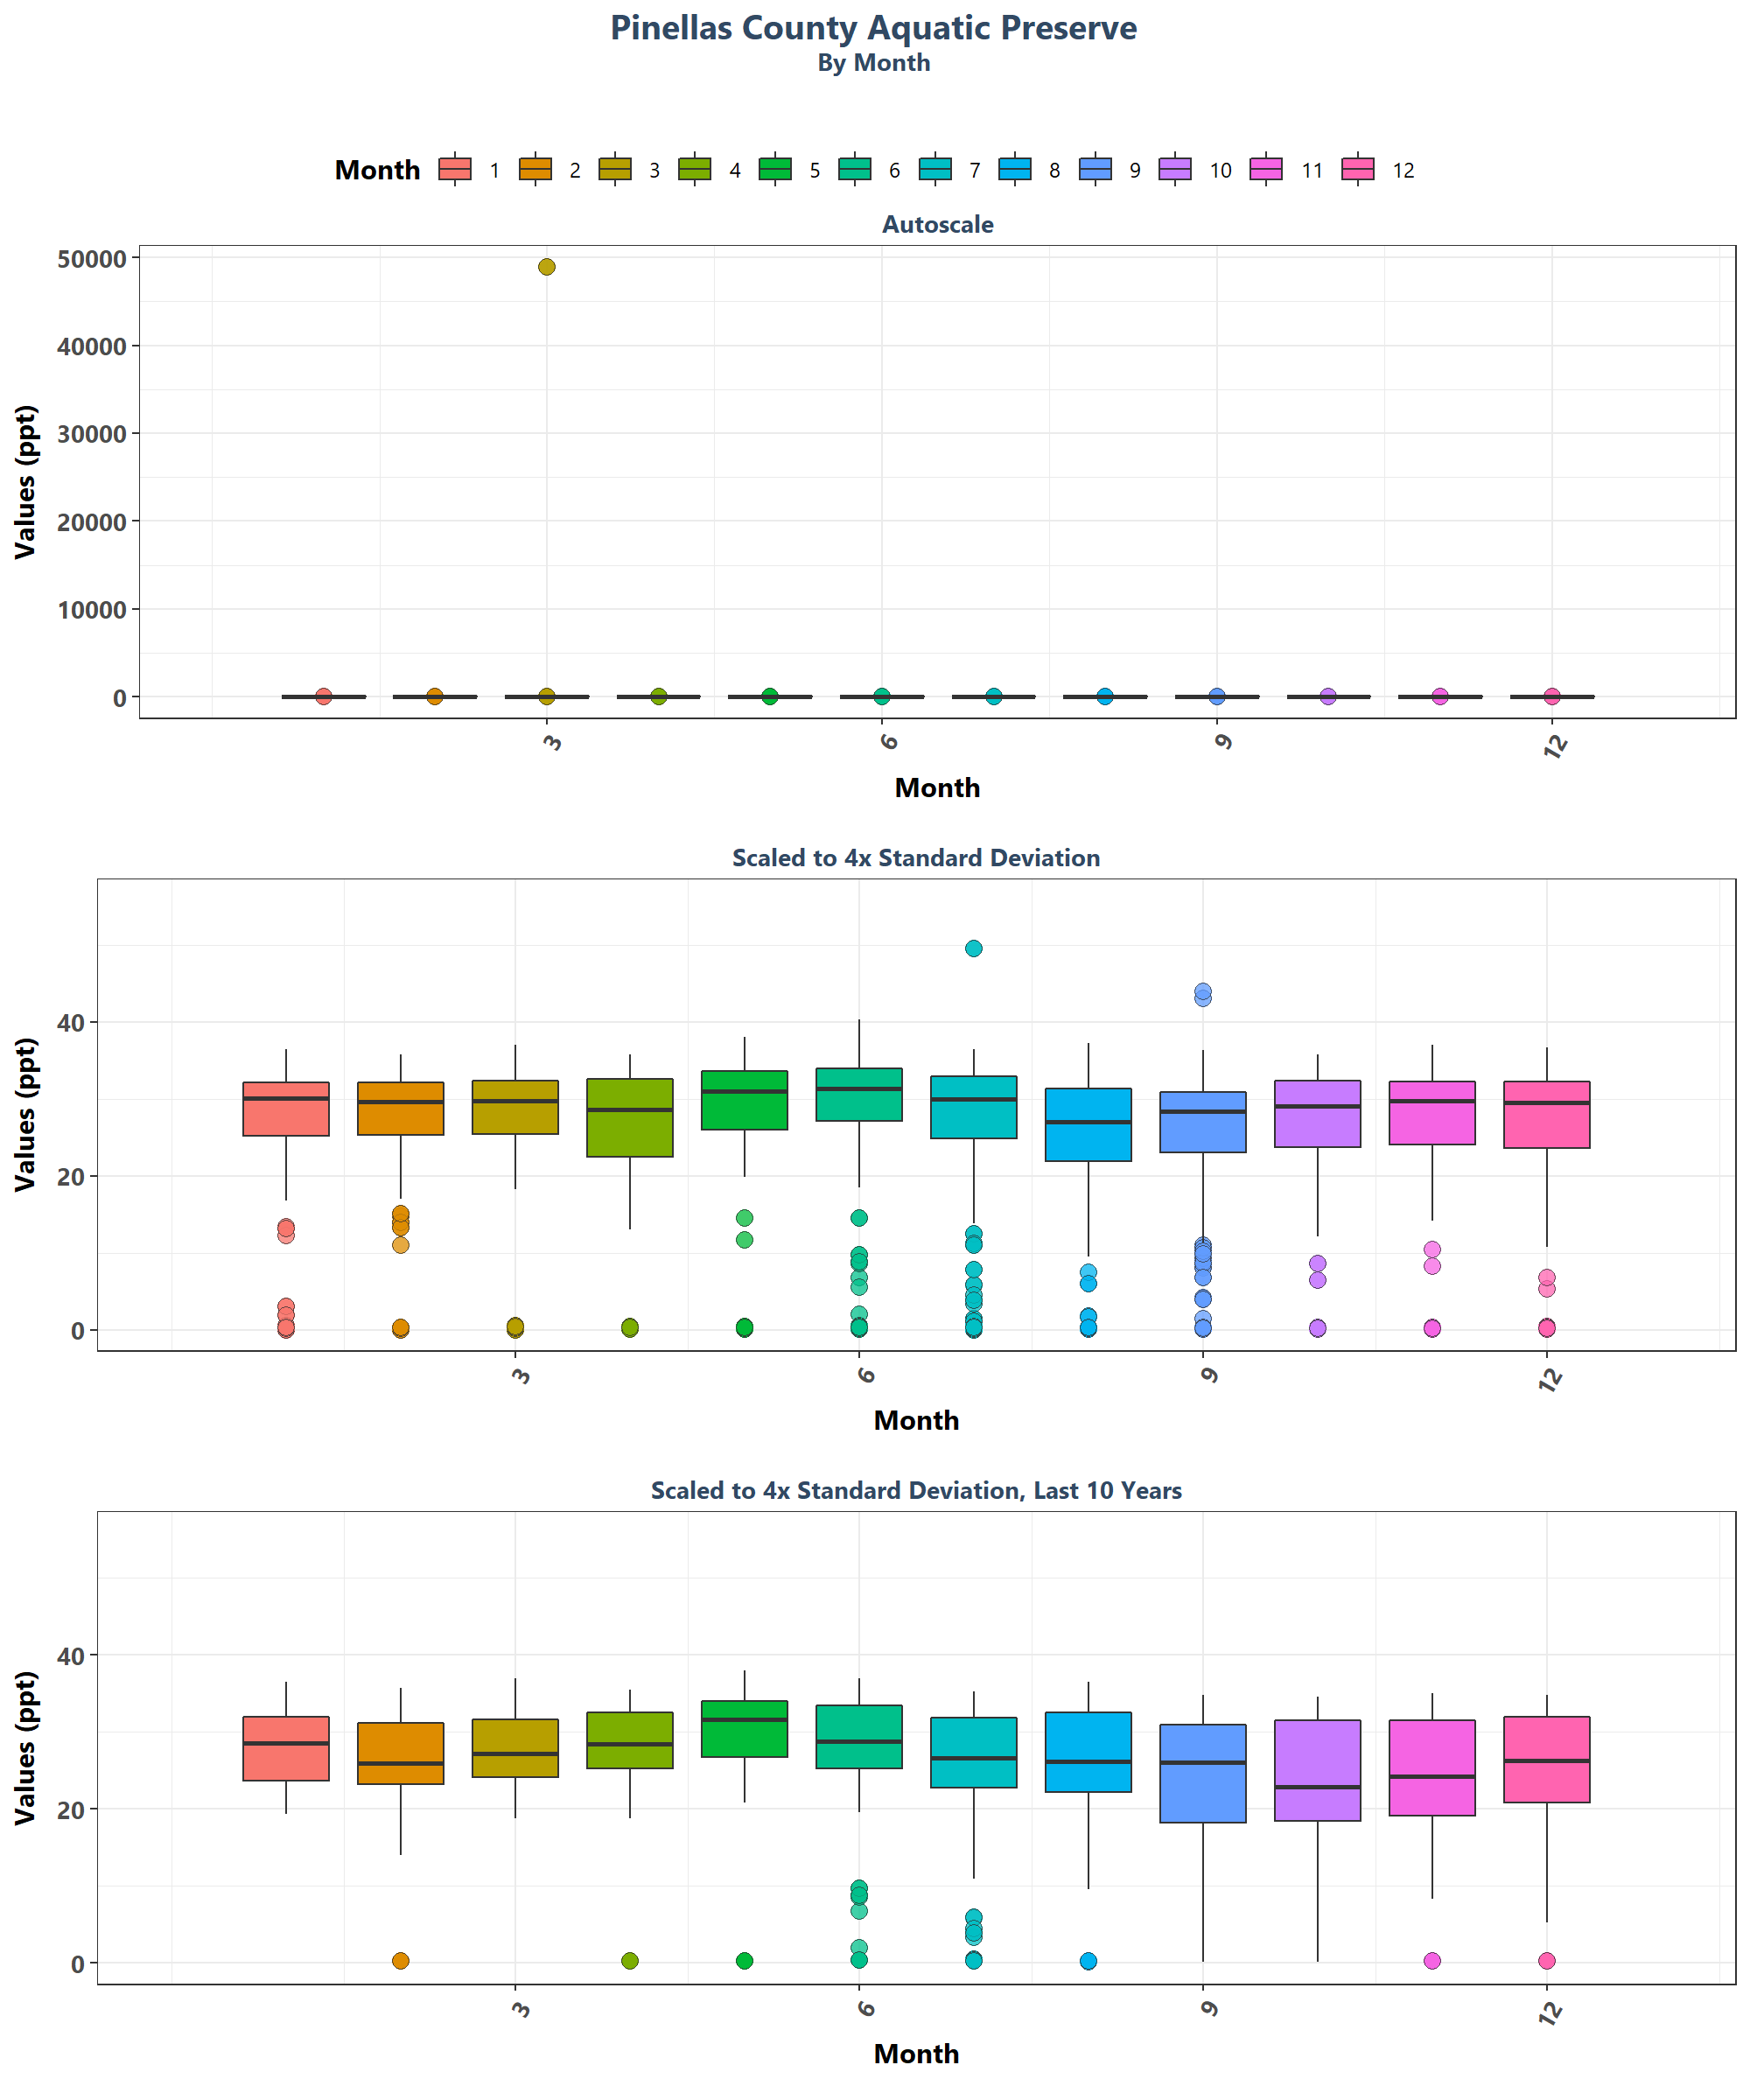 Pinellas County Aquatic Preserve
By Month
Month 1 2 3 4 5 6 7 8 9 10 11 12
Autoscale
50000
40000
30000
20000
10000
0
Values (ppt)
3 6 9 12
Month
Scaled to 4x Standard Deviation
40
20
0
Values (ppt)
3 6 9 12
Month
Scaled to 4x Standard Deviation, Last 10 Years
40
20
0
Values (ppt)
3 6 9 12
Month